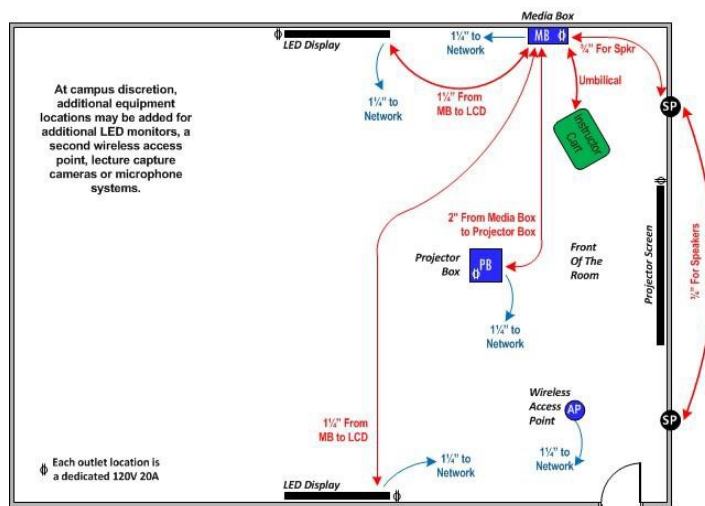 Media Box
LED Display
1¼" to
Network
MB
¾" For Spkr
Umbilical
1¼" to
Network
1¼" From
MB to LCD
At campus discretion,
additional equipment
locations may be added for
additional LED monitors, a
second wireless access
point, lecture capture
cameras or microphone
systems.
SP
Instructor
Cart
2" From Media Box
to Projector Box
Projector
Box
PB
Front
Of The
Room
Projector Screen
¾" For Speakers
1¼" to
Network
Wireless
Access
Point
AP
SP
1¼" From
MB to LCD
1¼" to
Network
1¼" to
Network
Each outlet location is
a dedicated 120V 20A
LED Display